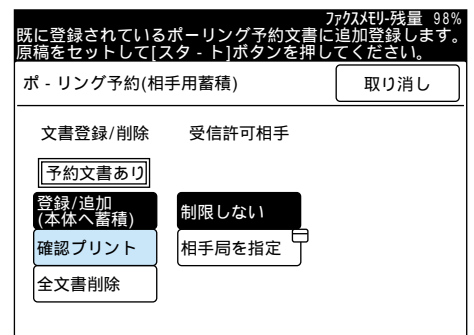 ﾌｧｸｽﾒﾓﾘ-残量 98%
既に登録されているポーリング予約文書に追加登録します。
原稿をセットして[スタ - ト]ボタンを押してください。
ポ - リング予約(相手用蓄積)
取り消し
文書登録/削除
受信許可相手
予約文書あり
登録/追加
(本体へ蓄積)
制限しない
確認プリント
相手局を指定
全文書削除